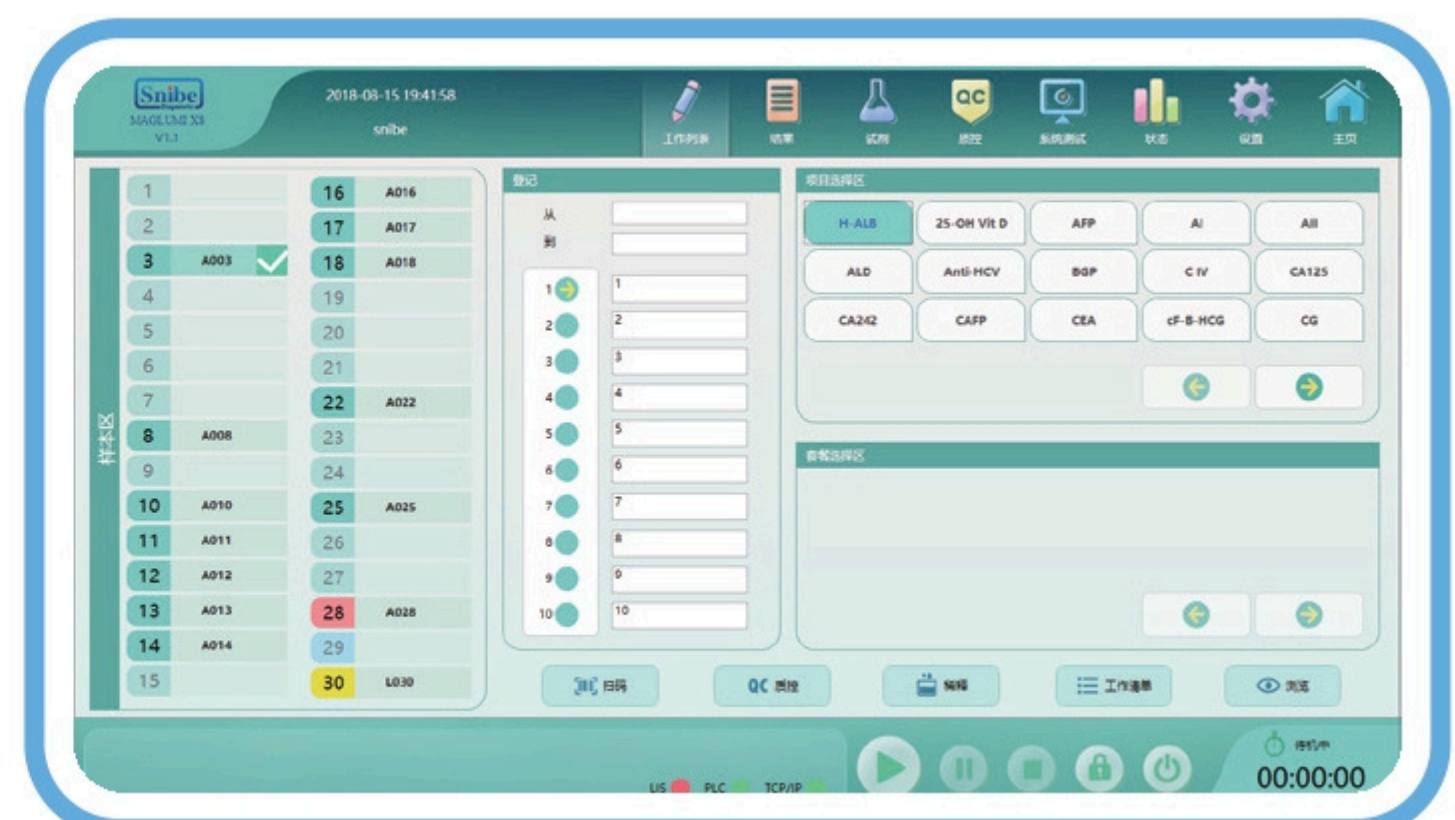 Snibe
Diagnostic
MAGLUMI X8
V1.1
2018-08-15 19:41:58
snibe
工作列表
结果
试剂
QC
质控
系统测试
状态
设置
主页
样本区
1
2
3 A003
4
5
6
7
8 A008
9
10 A010
11 A011
12 A012
13 A013
14 A014
15
16 A016
17 A017
18 A018
19
20
21
22 A022
23
24
25 A025
26
27
28 A028
29
30 L030
登记
从
到
1 1
2 2
3 3
4 4
5 5
6 6
7 7
8 8
9 9
10 10
项目选择区
H-ALB 25-OH Vit D AFP AI AII
ALD Anti-HCV BGP C IV CA125
CA242 CAFP CEA cF-B-HCG CG
套餐选择区
扫码
QC 质控
编辑
工作清单
浏览
LIS PLC TCP/IP
停机中
00:00:00